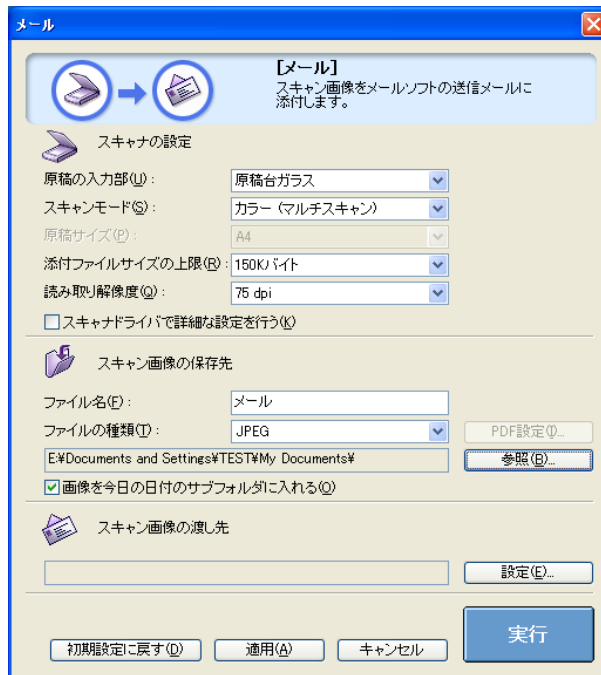 メール
[メール]
スキャン画像をメールソフトの送信メールに
添付します。
スキャナの設定
原稿の入力部(U):
原稿台ガラス
スキャンモード(S):
カラー (マルチスキャン)
原稿サイズ(P):
A4
添付ファイルサイズの上限(R):
150Kバイト
読み取り解像度(Q):
75 dpi
スキャナドライバで詳細な設定を行う(K)
スキャン画像の保存先
ファイル名(F):
メール
ファイルの種類(T):
JPEG
PDF設定(I)...
E:¥Documents and Settings¥TEST¥My Documents¥
参照(B)...
画像を今日の日付のサブフォルダに入れる(O)
スキャン画像の渡し先
設定(E)...
初期設定に戻す(D)
適用(A)
キャンセル
実行